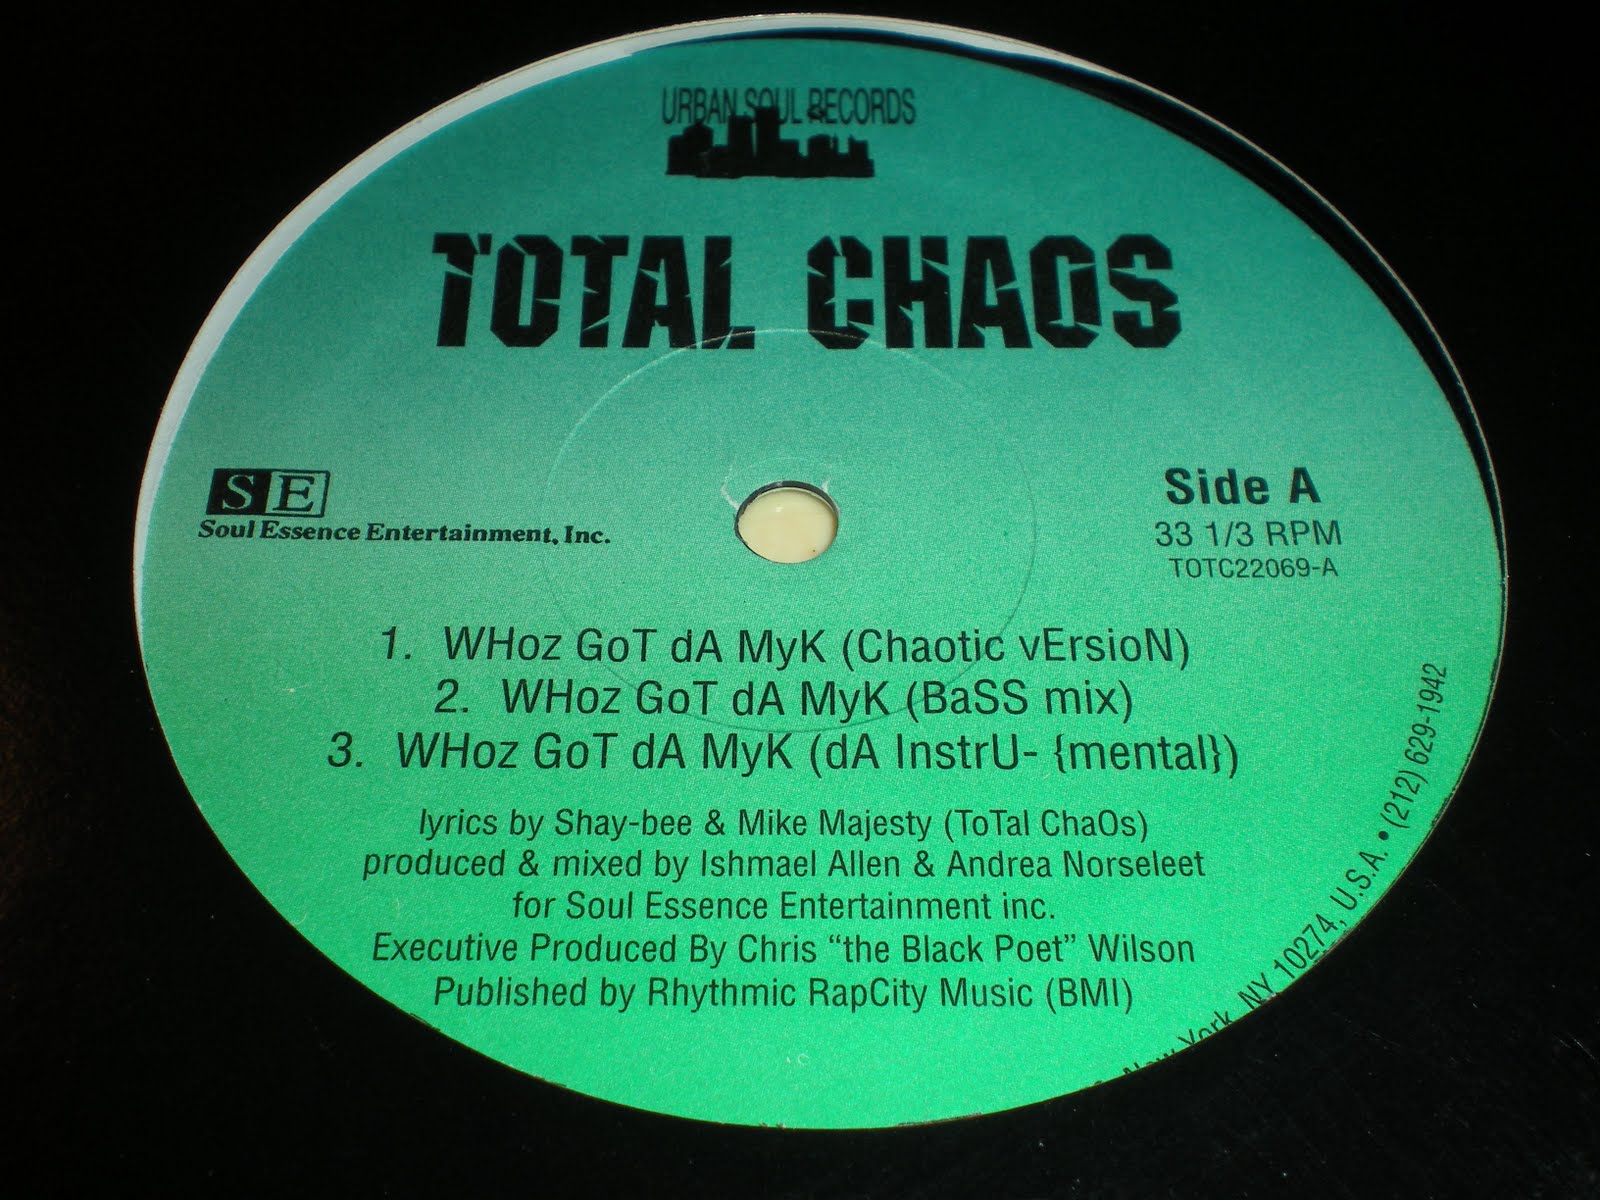 URBAN SOUL RECORDS
TOTAL CHAOS
SE
Soul Essence Entertainment, Inc.
Side A
33 1/3 RPM
TOTC22069-A
1. WHoz GoT dA MyK (Chaotic vErsioN)
2. WHoz GoT dA MyK (BaSS mix)
3. WHoz GoT dA MyK (dA InstrU- {mental})
lyrics by Shay-bee & Mike Majesty (ToTal ChaOs)
produced & mixed by Ishmael Allen & Andrea Norseleet
for Soul Essence Entertainment inc.
Executive Produced By Chris “the Black Poet” Wilson
Published by Rhythmic RapCity Music (BMI)
New York, NY 10274, U.S.A. • (212) 629-1942